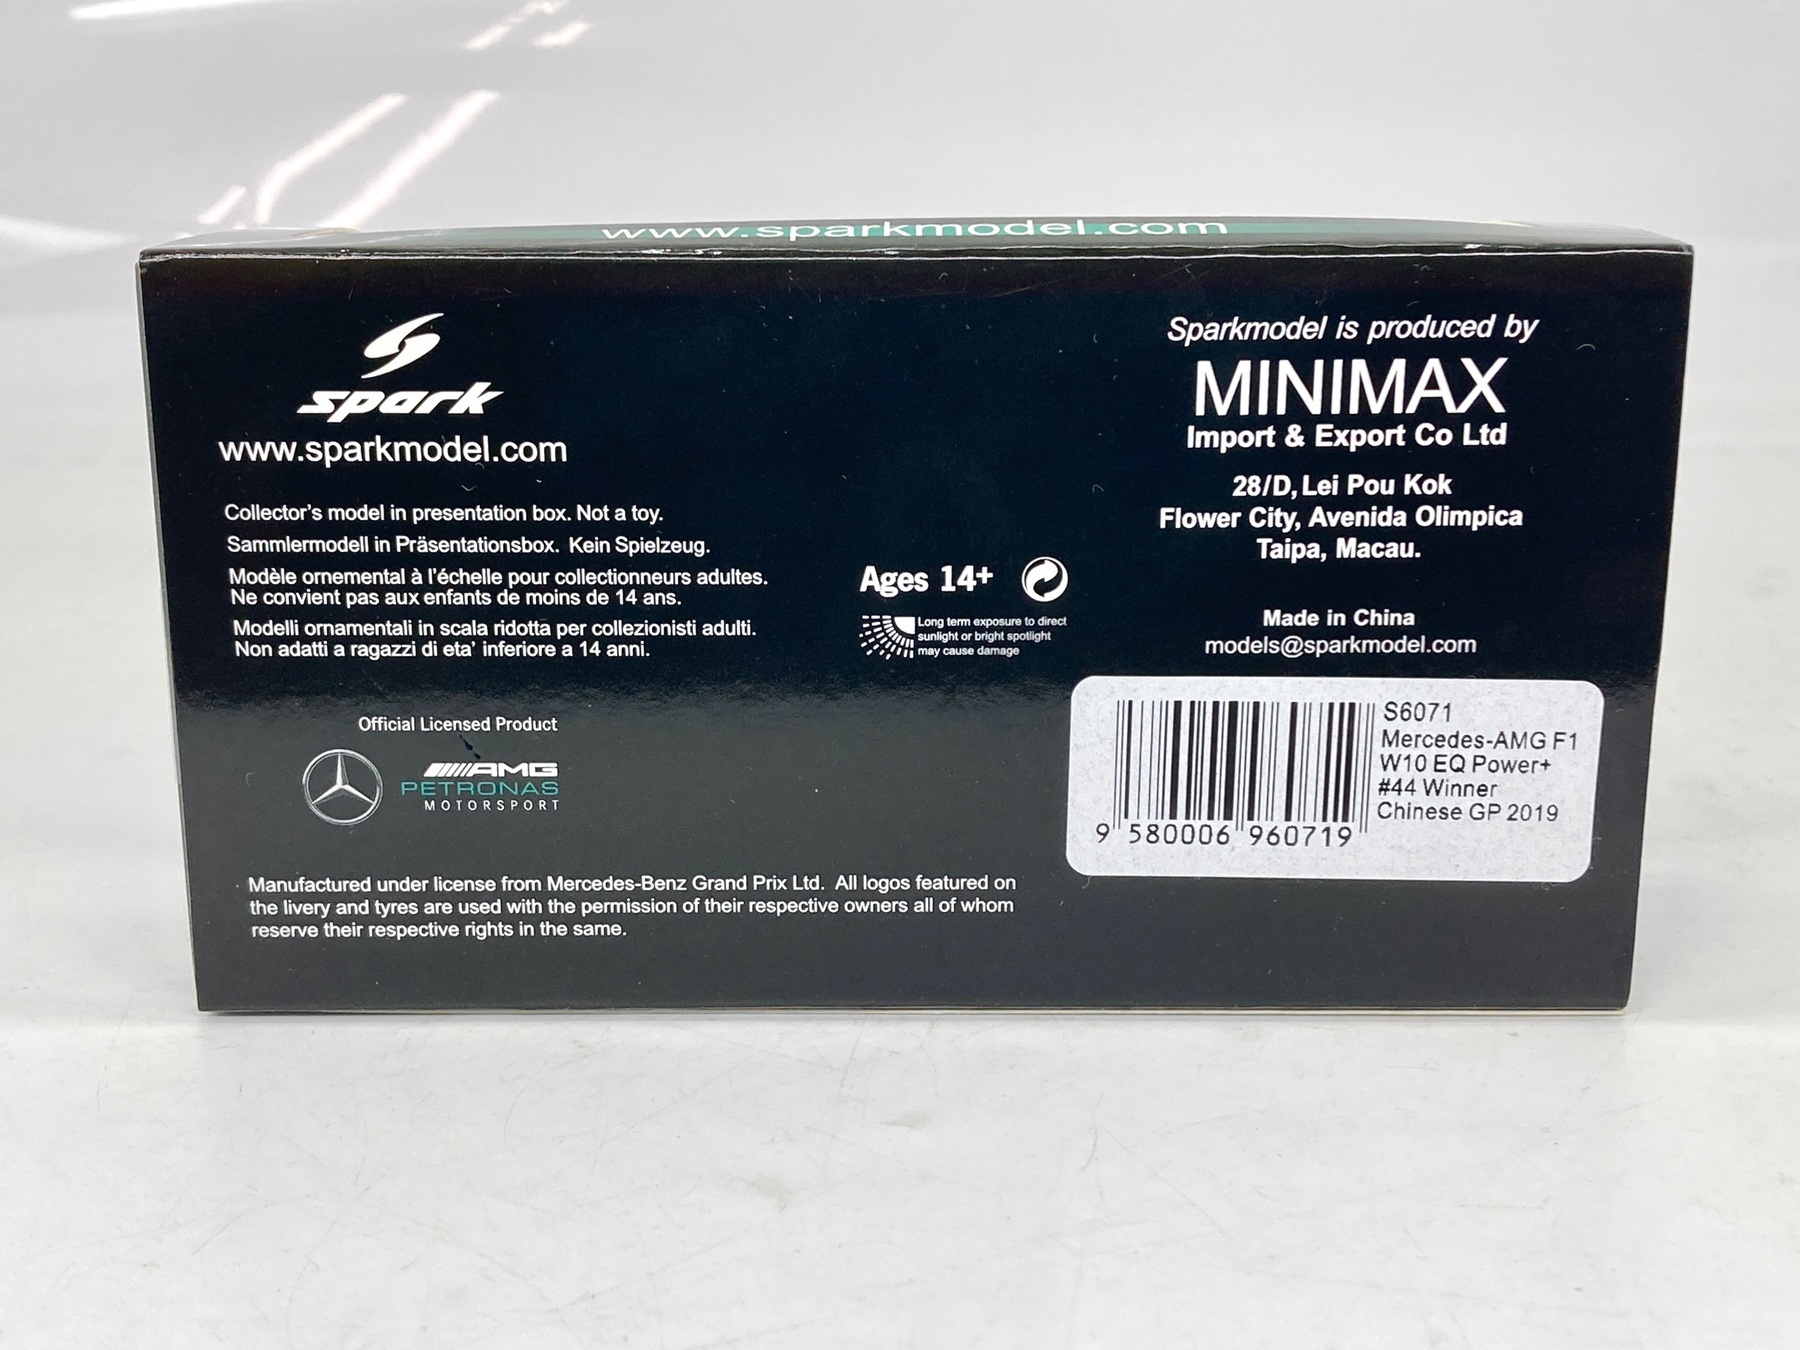 www.sparkmodel.com
spark
www.sparkmodel.com
Collector's model in presentation box. Not a toy.
Sammlermodell in Präsentationsbox. Kein Spielzeug.
Modèle ornemental à l'échelle pour collectionneurs adultes.
Ne convient pas aux enfants de moins de 14 ans.
Modelli ornamentali in scala ridotta per collezionisti adulti.
Non adatti a ragazzi di eta' inferiore a 14 anni.
Official Licensed Product
AMG
PETRONAS
MOTORSPORT
Manufactured under license from Mercedes-Benz Grand Prix Ltd. All logos featured on
the livery and tyres are used with the permission of their respective owners all of whom
reserve their respective rights in the same.
Ages 14+
Long term exposure to direct
sunlight or bright spotlight
may cause damage
Sparkmodel is produced by
MINIMAX
Import & Export Co Ltd
28/D, Lei Pou Kok
Flower City, Avenida Olimpica
Taipa, Macau.
Made in China
models@sparkmodel.com
S6071
Mercedes-AMG F1
W10 EQ Power+
#44 Winner
Chinese GP 2019
9 580006 960719